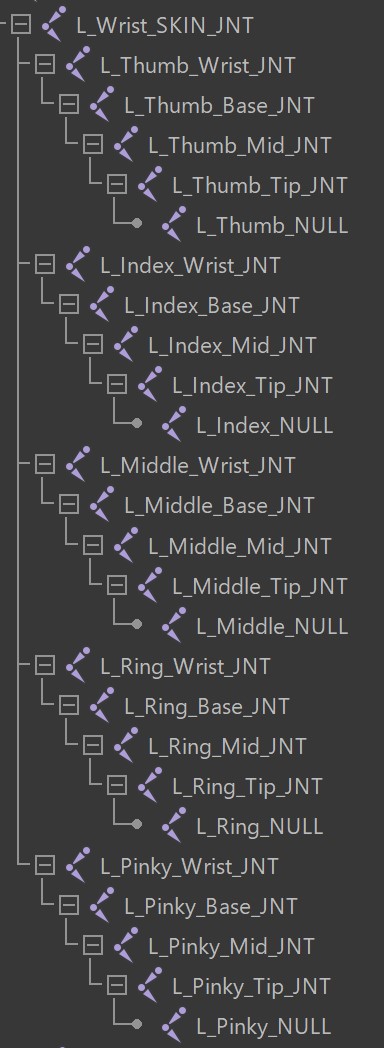 L_Wrist_SKIN_JNT
L_Thumb_Wrist_JNT
L_Thumb_Base_JNT
L_Thumb_Mid_JNT
L_Thumb_Tip_JNT
L_Thumb_NULL
L_Index_Wrist_JNT
L_Index_Base_JNT
L_Index_Mid_JNT
L_Index_Tip_JNT
L_Index_NULL
L_Middle_Wrist_JNT
L_Middle_Base_JNT
L_Middle_Mid_JNT
L_Middle_Tip_JNT
L_Middle_NULL
L_Ring_Wrist_JNT
L_Ring_Base_JNT
L_Ring_Mid_JNT
L_Ring_Tip_JNT
L_Ring_NULL
L_Pinky_Wrist_JNT
L_Pinky_Base_JNT
L_Pinky_Mid_JNT
L_Pinky_Tip_JNT
L_Pinky_NULL